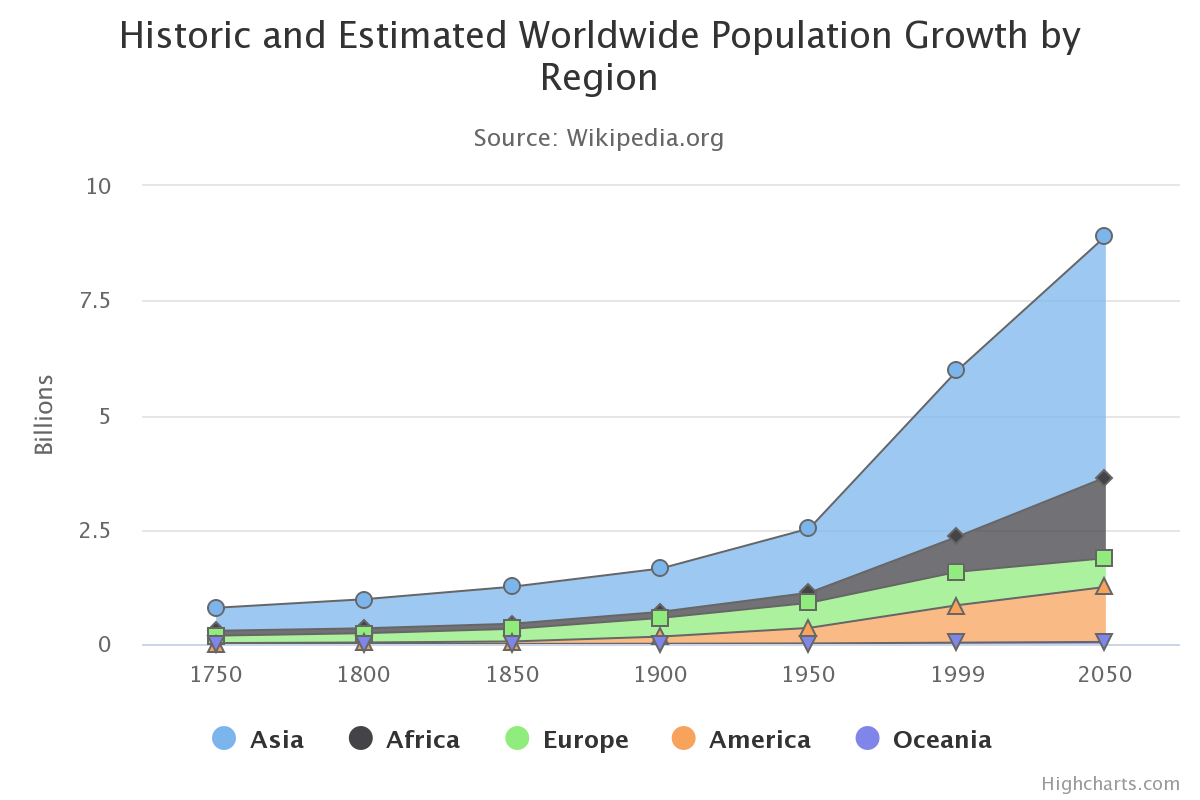 Historic and Estimated Worldwide Population Growth by
Region
Source: Wikipedia.org
Billions
10
7.5
5
2.5
0
1750 1800 1850 1900 1950 1999 2050
Asia Africa Europe America Oceania
Highcharts.com